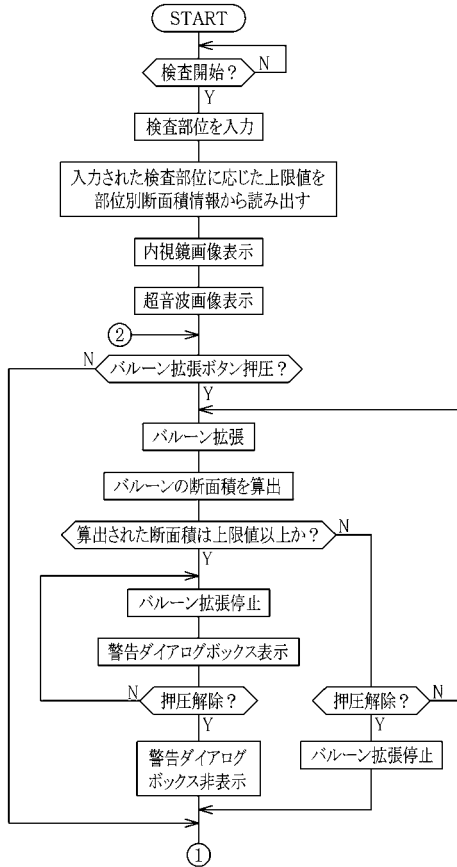 START
検査開始？
N
Y
検査部位を入力
入力された検査部位に応じた上限値を
部位別断面積情報から読み出す
内視鏡画像表示
超音波画像表示
②
N
バルーン拡張ボタン押圧？
Y
バルーン拡張
バルーンの断面積を算出
算出された断面積は上限値以上か？
N
Y
バルーン拡張停止
警告ダイアログボックス表示
N
押圧解除？
押圧解除？
N
Y
Y
警告ダイアログ
ボックス非表示
バルーン拡張停止
①